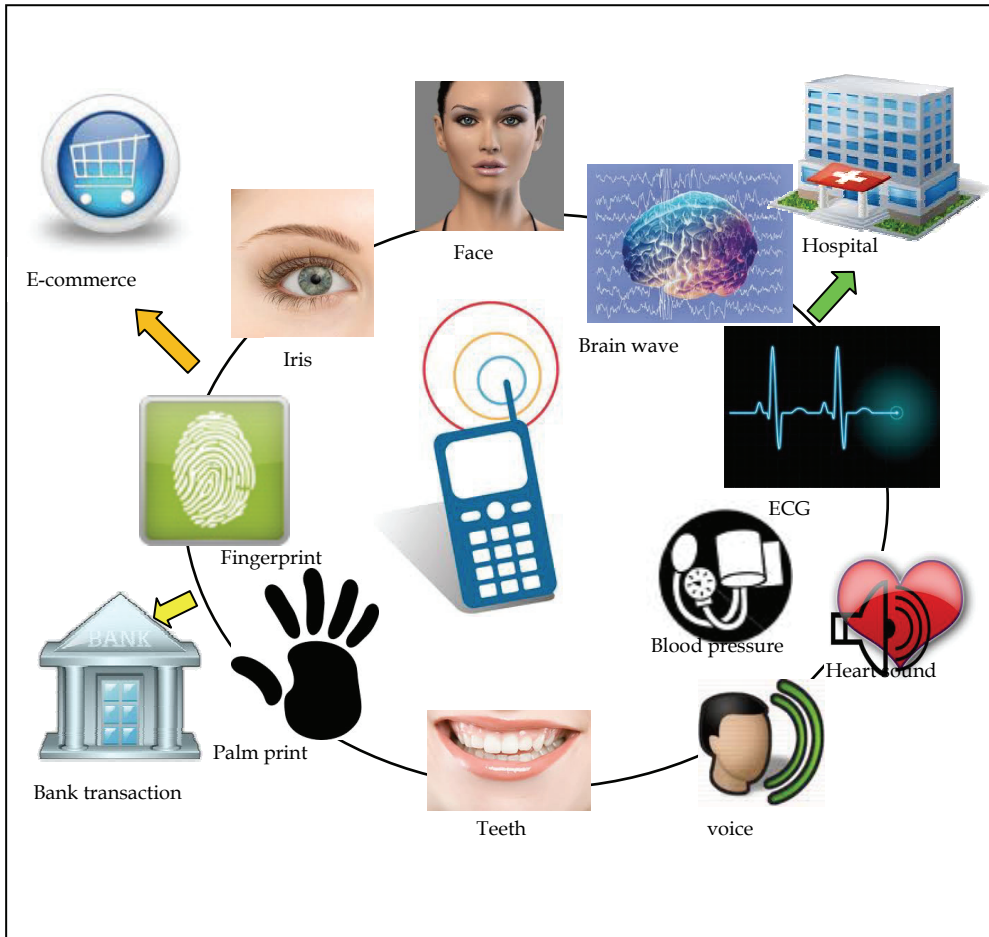 Face
Hospital
E-commerce
Iris
Brain wave
ECG
Fingerprint
BANK
Blood pressure
Heart sound
Palm print
Bank transaction
Teeth
voice